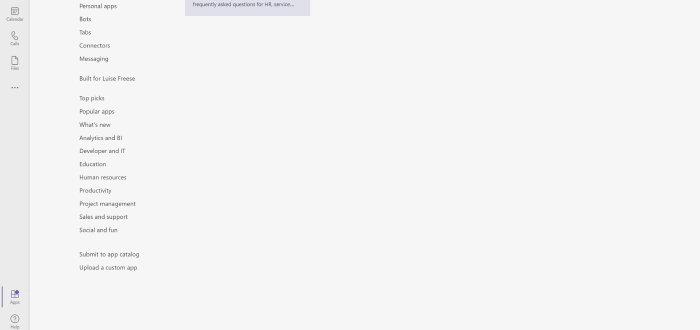 Calendar
Calls
Files
...
Personal apps
Bots
Tabs
Connectors
Messaging
Built for Luise Freese
Top picks
Popular apps
What's new
Analytics and BI
Developer and IT
Education
Human resources
Productivity
Project management
Sales and support
Social and fun
Submit to app catalog
Upload a custom app
Apps
Help
frequently asked questions for HR, service...